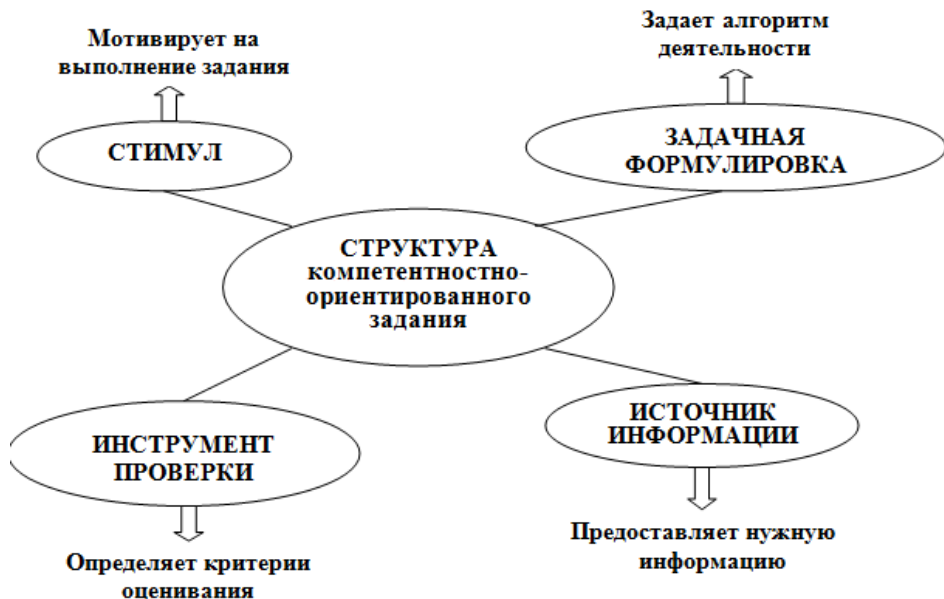 Мотивирует на
выполнение задания
Задает алгоритм
деятельности
СТИМУЛ
ЗАДАЧНАЯ
ФОРМУЛИРОВКА
СТРУКТУРА
компетентностно-
ориентированного
задания
ИНСТРУМЕНТ
ПРОВЕРКИ
ИСТОЧНИК
ИНФОРМАЦИИ
Определяет критерии
оценивания
Предоставляет нужную
информацию